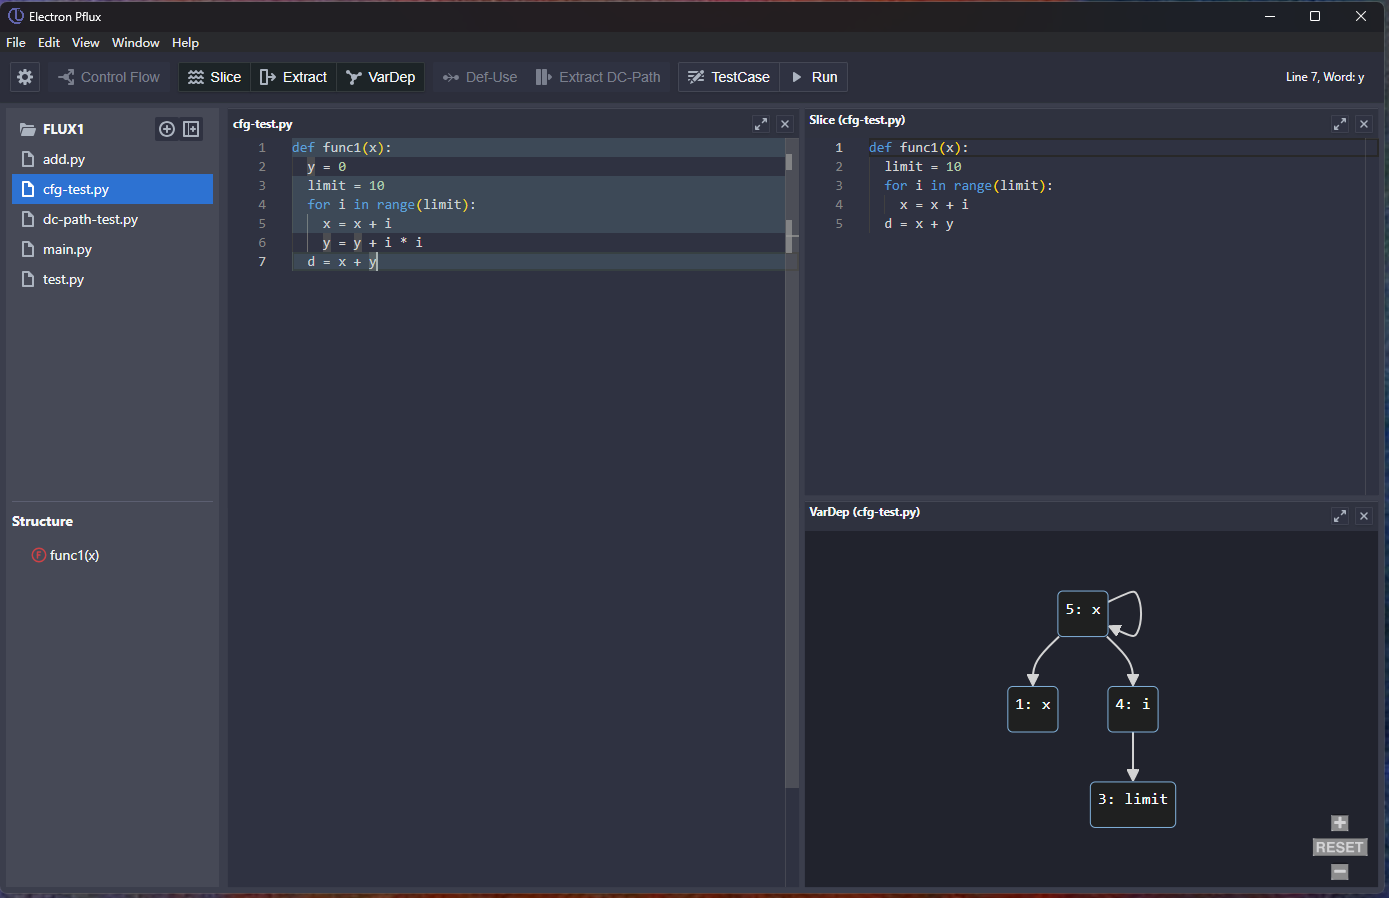 Electron Pflux
File Edit View Window Help
Control Flow Slice Extract VarDep Def-Use Extract DC-Path TestCase Run Line 7, Word: y
FLUX1
add.py
cfg-test.py
dc-path-test.py
main.py
test.py
Structure
F func1(x)
cfg-test.py
1 def func1(x):
2 y = 0
3 limit = 10
4 for i in range(limit):
5 x = x + i
6 y = y + i * i
7 d = x + y
Slice (cfg-test.py)
1 def func1(x):
2 limit = 10
3 for i in range(limit):
4 x = x + i
5 d = x + y
VarDep (cfg-test.py)
5: x
1: x 4: i
3: limit
+
RESET
−